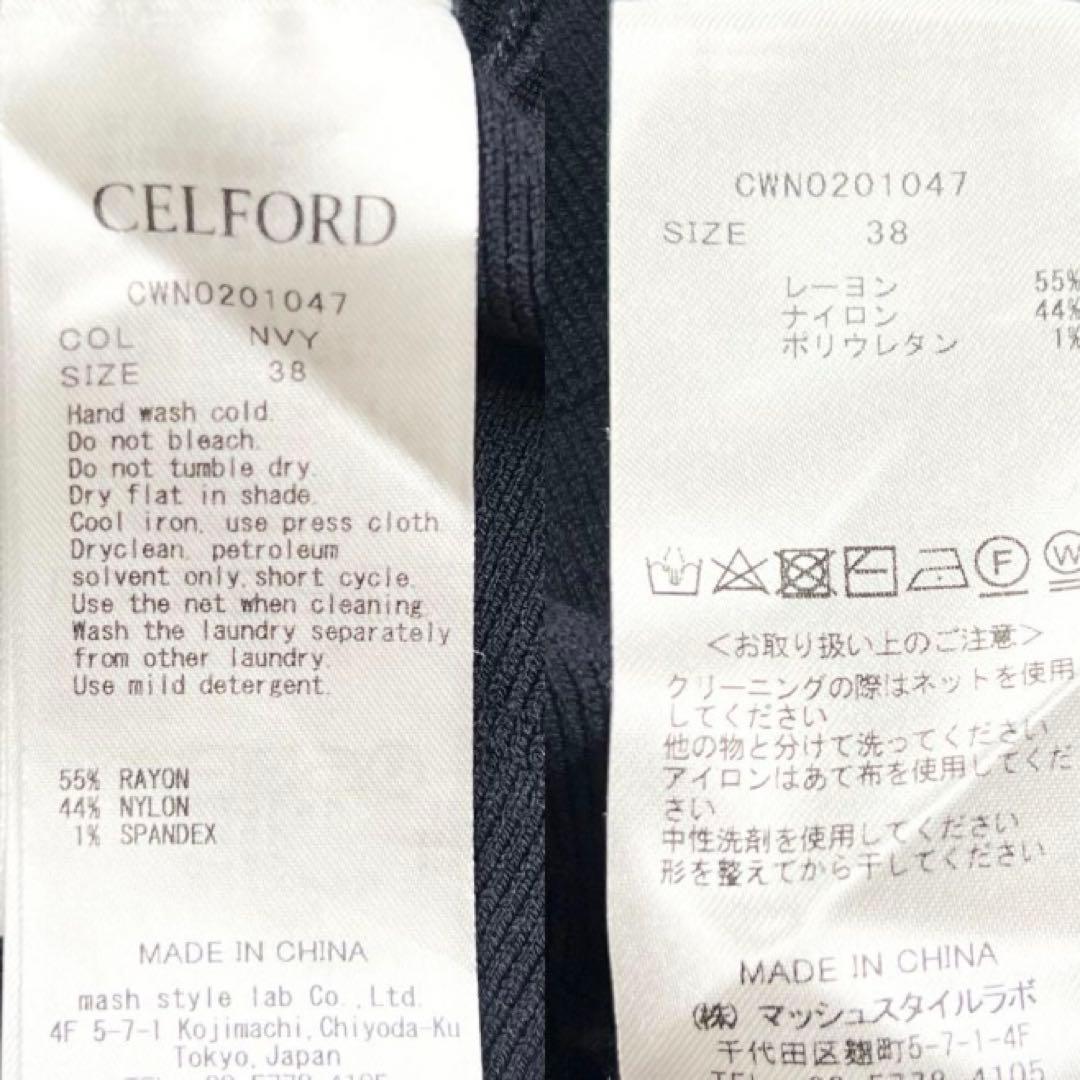 CELFORD
CWNO201047
COL NVY
SIZE 38
Hand wash cold.
Do not bleach.
Do not tumble dry.
Dry flat in shade.
Cool iron, use press cloth
Dryclean, petroleum
solvent only,short cycle.
Use the net when cleaning.
Wash the laundry separately
from other laundry.
Use mild detergent.
55% RAYON
44% NYLON
1% SPANDEX
MADE IN CHINA
mash style lab Co.,Ltd.
4F 5-7-1 Kojimachi,Chiyoda-Ku
Tokyo,Japan
CWNO201047
SIZE 38
レーヨン 55%
ナイロン 44%
ポリウレタン 1%
F W
＜お取り扱い上のご注意＞
クリーニングの際はネットを使用
してください
他の物と分けて洗ってください
アイロンはあて布を使用してくだ
さい
中性洗剤を使用してください
形を整えてから干してください
MADE IN CHINA
(株) マッシュスタイルラボ
千代田区麹町5-7-1-4F